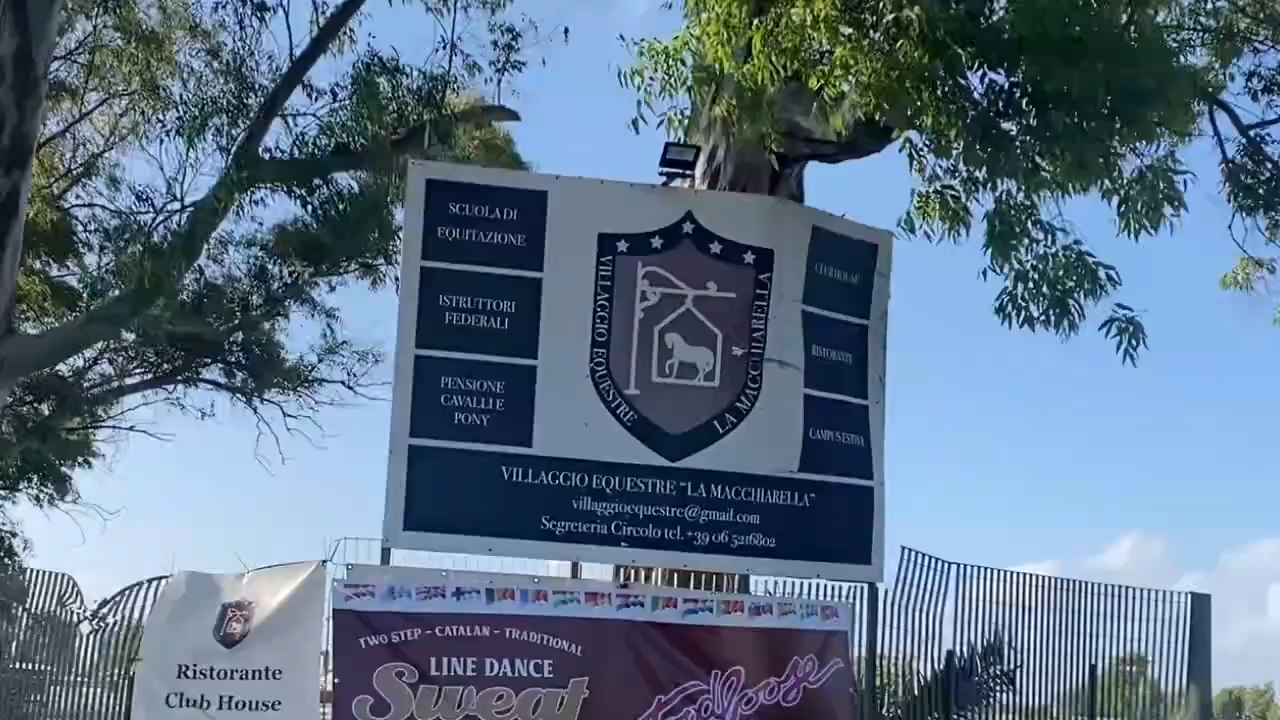 SCUOLA DI
EQUITAZIONE
ISTRUTTORI
FEDERALI
PENSIONE
CAVALLI E
PONY
VILLAGGIO EQUESTRE
LA MACCHIARELLA
RISTORANTE
CAMPUS ESTIVI
VILLAGGIO EQUESTRE “LA MACCHIARELLA”
villaggioequestre@gmail.com
Segreteria Circolo tel. +39 06 5216802
Ristorante
Club House
TWO STEP - CATALAN - TRADITIONAL
LINE DANCE
Sweat
Footloose